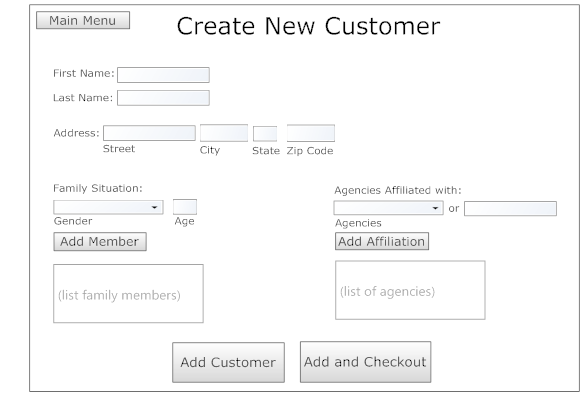 Main Menu
Create New Customer
First Name:
Last Name:
Address:
Street City State Zip Code
Family Situation:
Gender Age
Add Member
(list family members)
Agencies Affiliated with:
or
Agencies
Add Affiliation
(list of agencies)
Add Customer
Add and Checkout